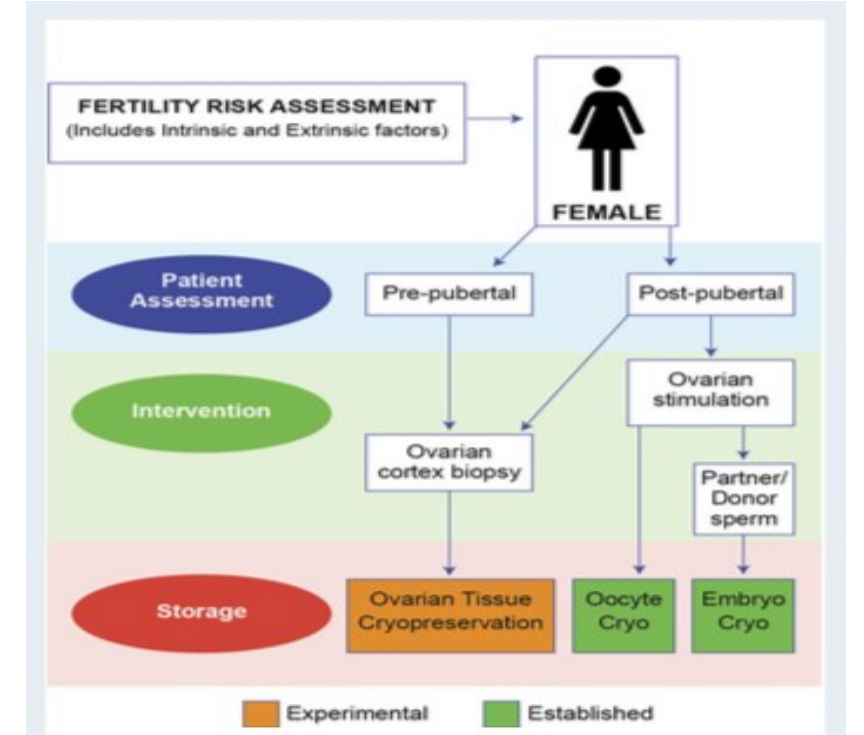 FERTILITY RISK ASSESSMENT
(Includes Intrinsic and Extrinsic factors)
FEMALE
Patient
Assessment
Pre-pubertal
Post-pubertal
Intervention
Ovarian
stimulation
Ovarian
cortex biopsy
Partner/
Donor
sperm
Storage
Ovarian Tissue
Cryopreservation
Oocyte
Cryo
Embryo
Cryo
Experimental
Established